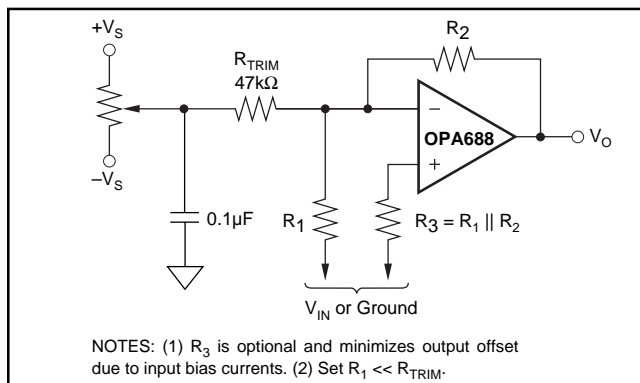 +V_S
R_TRIM
47kΩ
R_2
−
OPA688
+
V_O
−V_S
0.1µF
R_1
R_3 = R_1 || R_2
V_IN or Ground
NOTES: (1) R_3 is optional and minimizes output offset
due to input bias currents. (2) Set R_1 << R_TRIM.